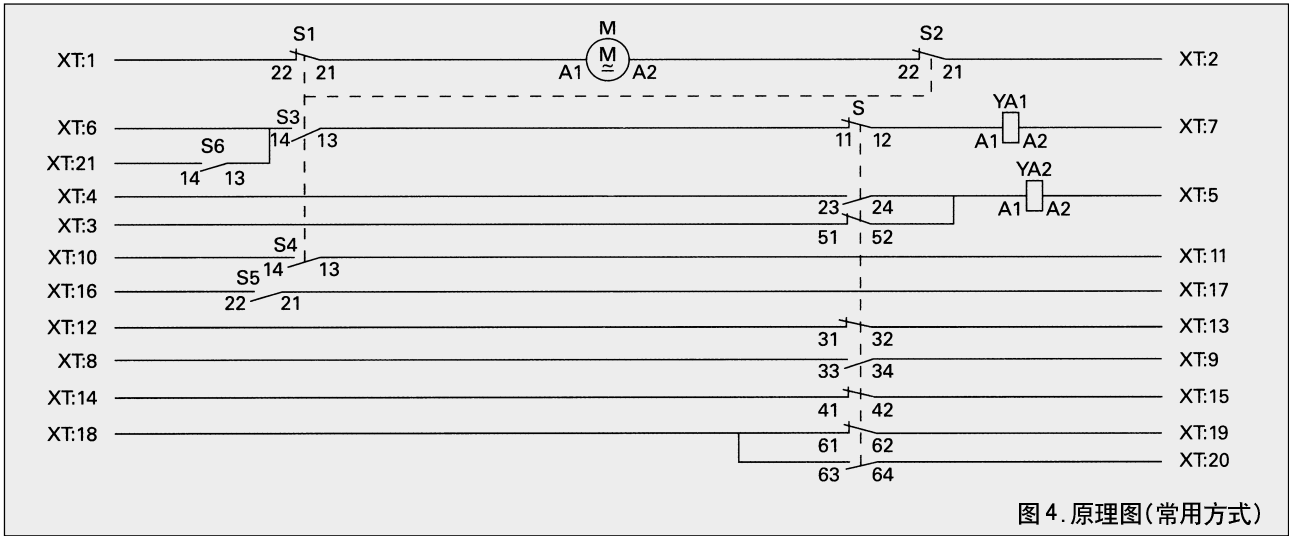 S1 M S2
XT:1 M ≃ XT:2
22 21 A1 A2 22 21
S3 S YA1
XT:6 14 13 11 12 A1 A2 XT:7
S6
XT:21 14 13
YA2
XT:4 23 24 A1 A2 XT:5
XT:3 51 52
S4
XT:10 14 13 XT:11
S5
XT:16 22 21 XT:17
XT:12 31 32 XT:13
XT:8 33 34 XT:9
XT:14 41 42 XT:15
XT:18 61 62 XT:19
63 64 XT:20
图4.原理图(常用方式)